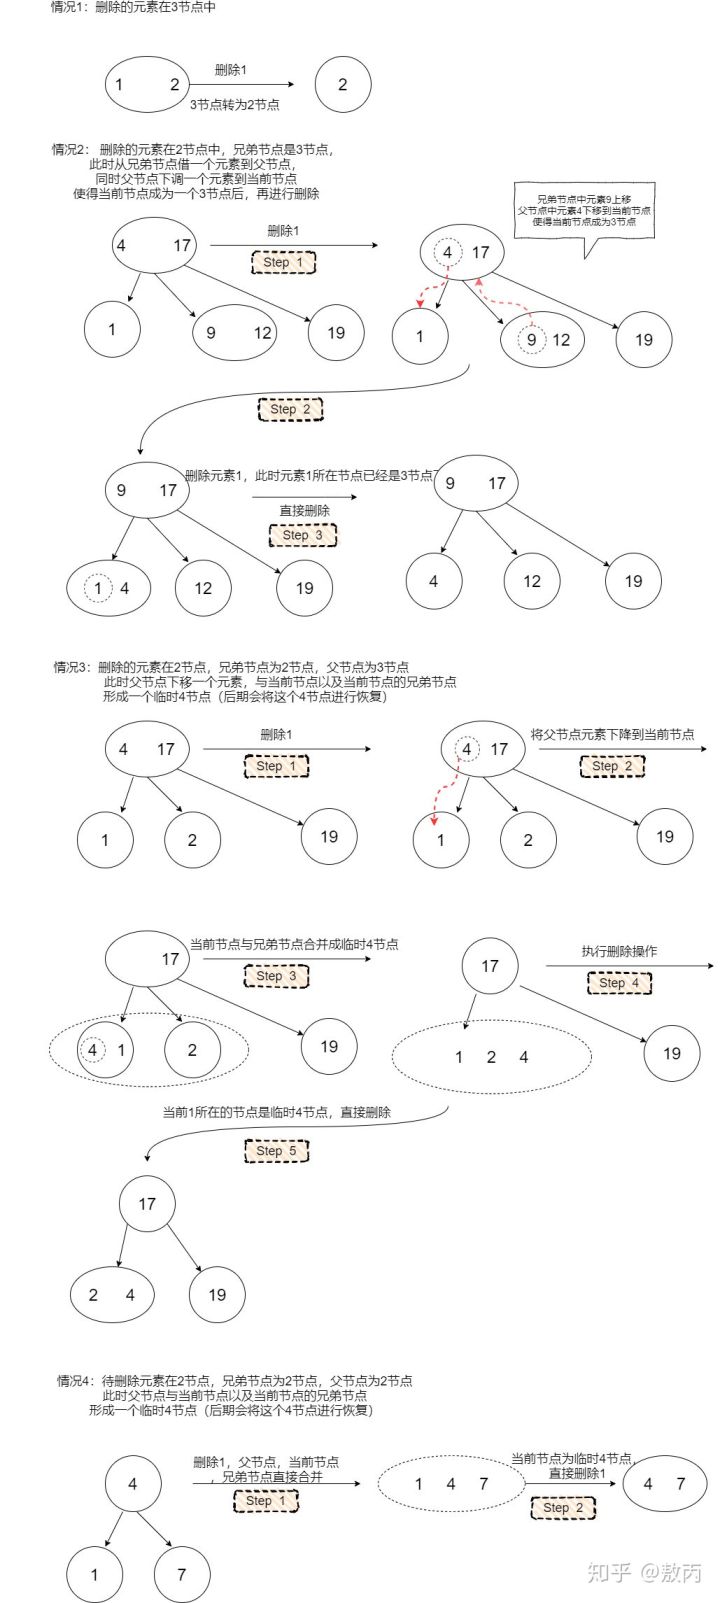 情况1：删除的元素在3节点中
1 2
删除1
3节点转为2节点
2
情况2： 删除的元素在2节点中，兄弟节点是3节点，
此时从兄弟节点借一个元素到父节点，
同时父节点下调一个元素到当前节点
使得当前节点成为一个3节点后，再进行删除
兄弟节点中元素9上移
父节点中元素4下移到当前节点
使得当前节点成为3节点
4 17
删除1
Step 1
4 17
1
9 12
19
1
9 12
19
Step 2
9 17
删除元素1，此时元素1所在节点已经是3节点
直接删除
Step 3
9 17
1 4
12
19
4
12
19
情况3：删除的元素在2节点，兄弟节点为2节点，父节点为3节点
此时父节点下移一个元素，与当前节点以及当前节点的兄弟节点
形成一个临时4节点（后期会将这个4节点进行恢复）
4 17
删除1
Step 1
4 17
将父节点元素下降到当前节点
Step 2
1
2
19
1
2
19
17
当前节点与兄弟节点合并成临时4节点
Step 3
17
执行删除操作
Step 4
4 1
2
19
1 2 4
19
当前1所在的节点是临时4节点，直接删除
Step 5
17
2 4
19
情况4：待删除元素在2节点，兄弟节点为2节点，父节点为2节点
此时父节点与当前节点以及当前节点的兄弟节点
形成一个临时4节点（后期会将这个4节点进行恢复）
4
删除1，父节点，当前节点
，兄弟节点直接合并
Step 1
1 4 7
当前节点为临时4节点，
直接删除1
Step 2
4 7
1
7
知乎 @敖丙